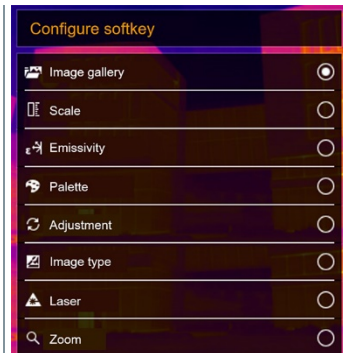 Configure softkey
Image gallery
Scale
Emissivity
Palette
Adjustment
Image type
Laser
Zoom